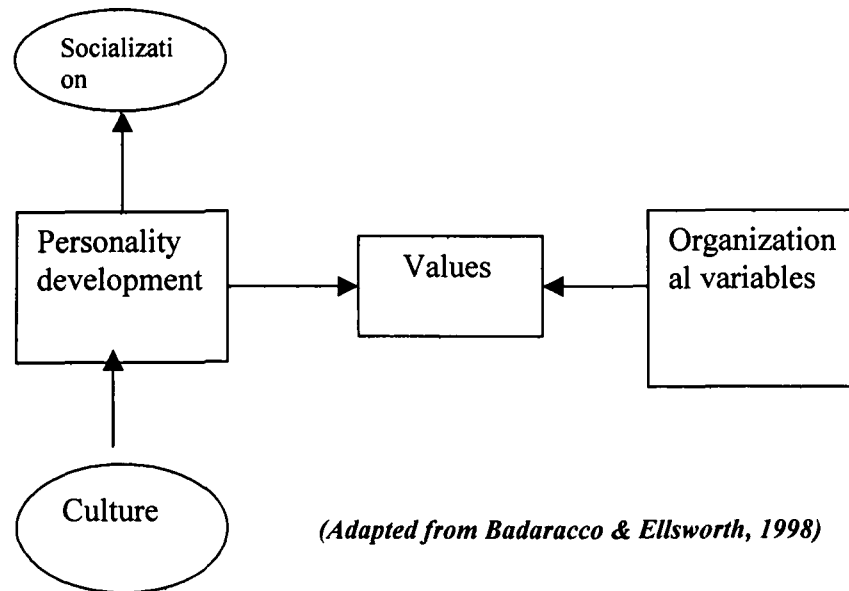 Socializati
on
Personality
development
Values
Organization
al variables
Culture
(Adapted from Badaracco & Ellsworth, 1998)